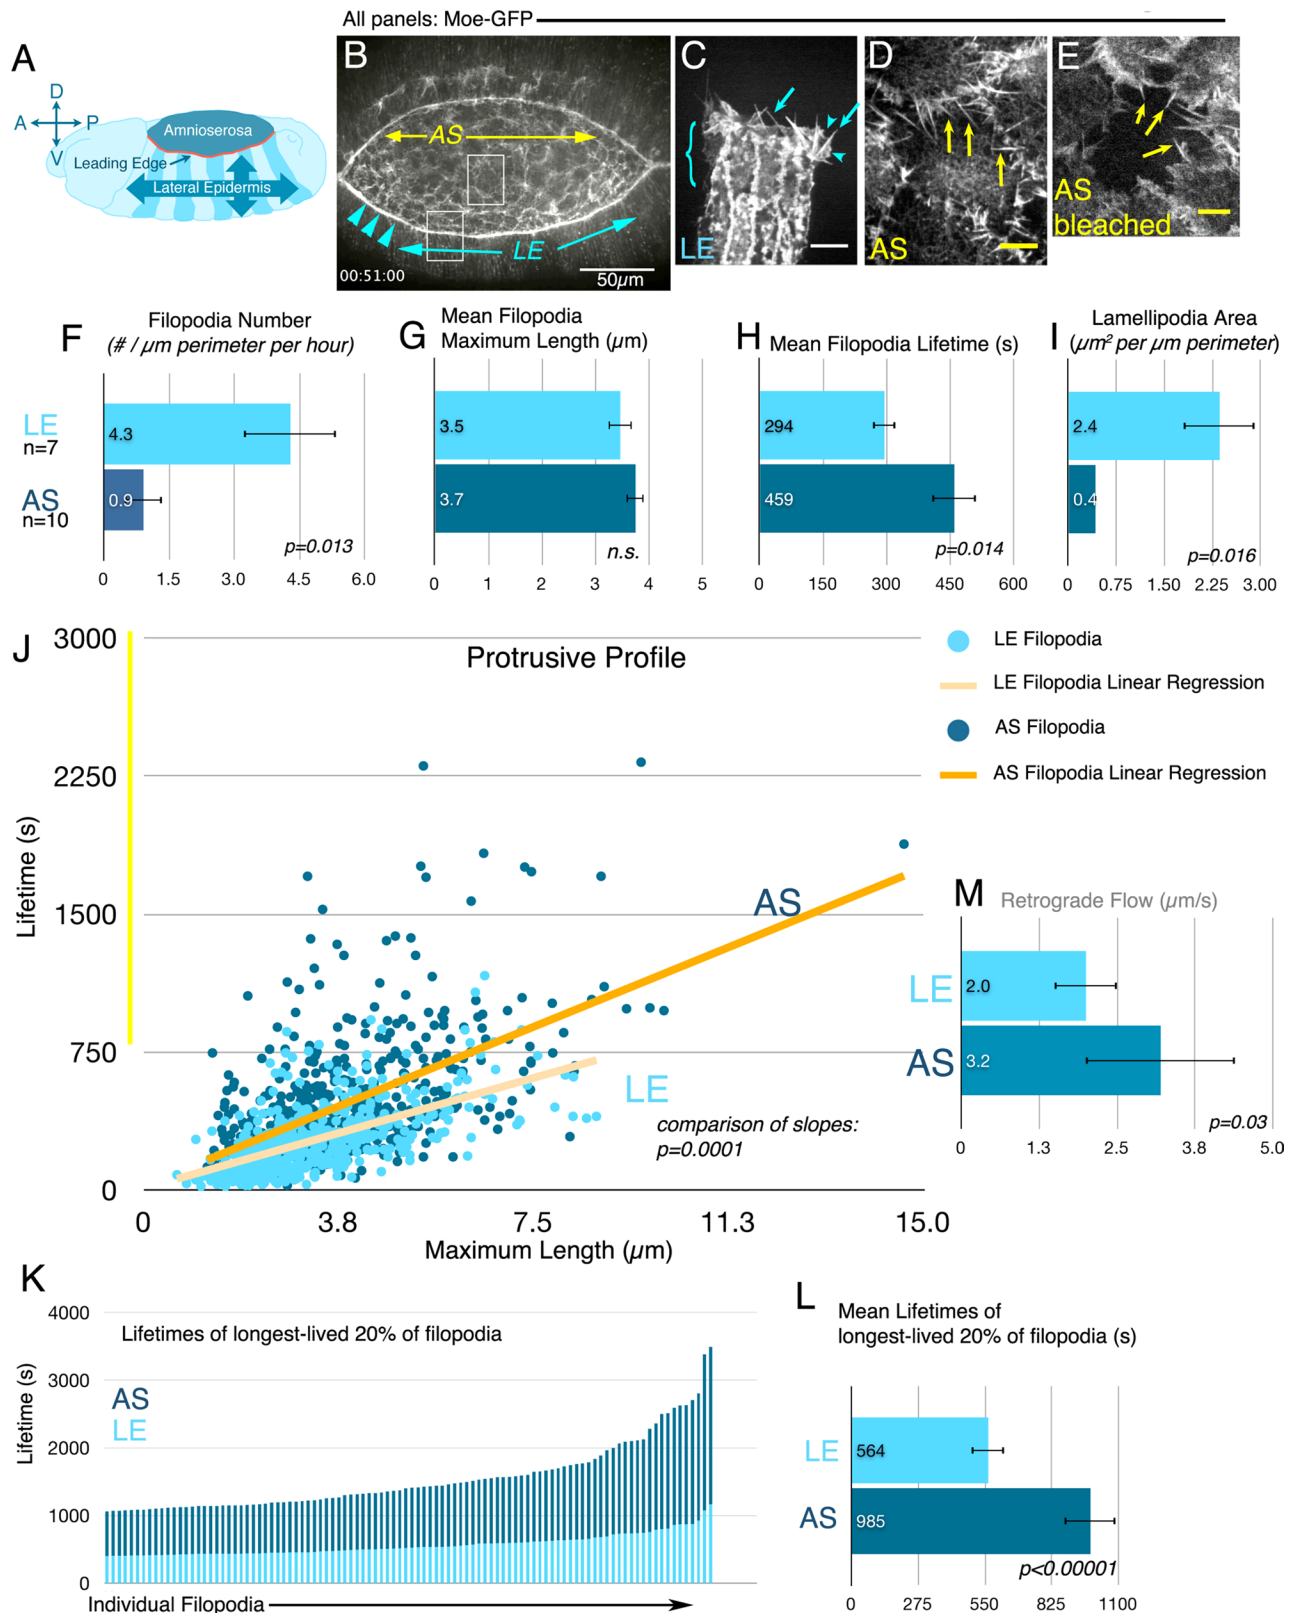 All panels: Moe-GFP
A
D
A
P
V
Amnioserosa
Leading Edge
Lateral Epidermis
B
AS
LE
00:51:00
50µm
C
LE
D
AS
E
AS
bleached
F
Filopodia Number
(# / µm perimeter per hour)
LE
n=7
4.3
AS
n=10
0.9
p=0.013
0 1.5 3.0 4.5 6.0
G
Mean Filopodia
Maximum Length (µm)
3.5
3.7
n.s.
0 1 2 3 4 5
H
Mean Filopodia Lifetime (s)
294
459
p=0.014
0 150 300 450 600
I
Lamellipodia Area
(µm² per µm perimeter)
2.4
0.4
p=0.016
0 0.75 1.50 2.25 3.00
J
Protrusive Profile
3000
2250
1500
750
0
Lifetime (s)
AS
LE
comparison of slopes:
p=0.0001
0 3.8 7.5 11.3 15.0
Maximum Length (µm)
LE Filopodia
LE Filopodia Linear Regression
AS Filopodia
AS Filopodia Linear Regression
M
Retrograde Flow (µm/s)
LE
2.0
AS
3.2
p=0.03
0 1.3 2.5 3.8 5.0
K
Lifetimes of longest-lived 20% of filopodia
4000
3000
2000
1000
0
Lifetime (s)
AS
LE
Individual Filopodia
L
Mean Lifetimes of
longest-lived 20% of filopodia (s)
LE
564
AS
985
p<0.00001
0 275 550 825 1100